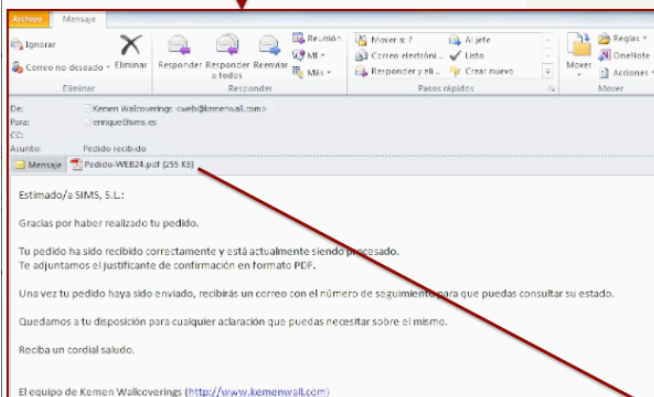 Archivo Mensaje
Ignorar
Correo no deseado Eliminar
Responder Responder a todos Reenviar
Reunión
MI
Más
Mover a: ?
Al jefe
Correo electróni...
Listo
Responder y eli...
Crear nuevo
Mover
Reglas
OneNote
Acciones
Eliminar Responder Pasos rápidos Mover
De: Kemen Wallcoverings <web@kemenwall.com>
Para: enrique@sims.es
CC:
Asunto: Pedido recibido
Mensaje Pedido-WEB24.pdf (255 KB)
Estimado/a SIMS, S.L.:
Gracias por haber realizado tu pedido.
Tu pedido ha sido recibido correctamente y está actualmente siendo procesado.
Te adjuntamos el justificante de confirmación en formato PDF.
Una vez tu pedido haya sido enviado, recibirás un correo con el número de seguimiento para que puedas consultar su estado.
Quedamos a tu disposición para cualquier aclaración que puedas necesitar sobre el mismo.
Reciba un cordial saludo.
El equipo de Kemen Wallcoverings (http://www.kemenwall.com)